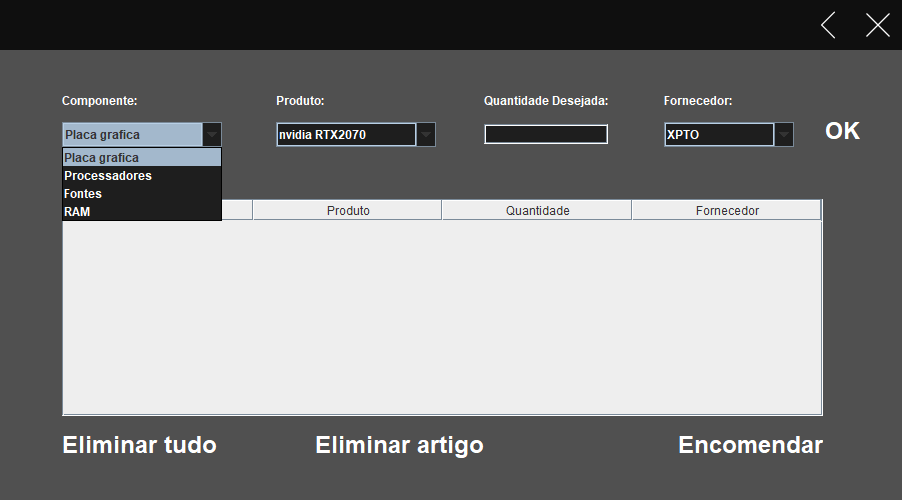 Componente: Produto: Quantidade Desejada: Fornecedor:
Placa grafica nvidia RTX2070 XPTO OK
Placa grafica
Processadores
Fontes
RAM
Produto Quantidade Fornecedor
Eliminar tudo Eliminar artigo Encomendar